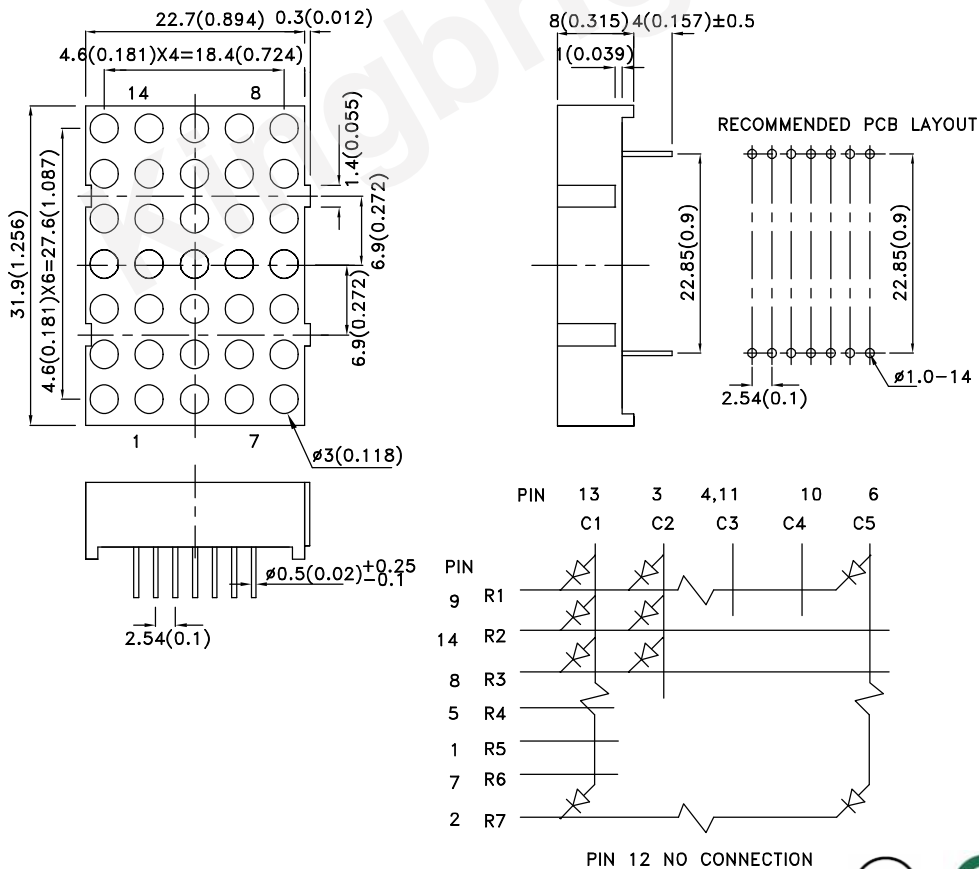 22.7(0.894) 0.3(0.012)
4.6(0.181)X4=18.4(0.724)
14 8
31.9(1.256)
4.6(0.181)X6=27.6(1.087)
1.4(0.055)
6.9(0.272)
6.9(0.272)
1 7
ø3(0.118)
8(0.315) 4(0.157)±0.5
1(0.039)
22.85(0.9)
RECOMMENDED PCB LAYOUT
22.85(0.9)
ø1.0-14
2.54(0.1)
ø0.5(0.02)+0.25 -0.1
2.54(0.1)
PIN 13 3 4,11 10 6
C1 C2 C3 C4 C5
PIN
9 R1
14 R2
8 R3
5 R4
1 R5
7 R6
2 R7
PIN 12 NO CONNECTION